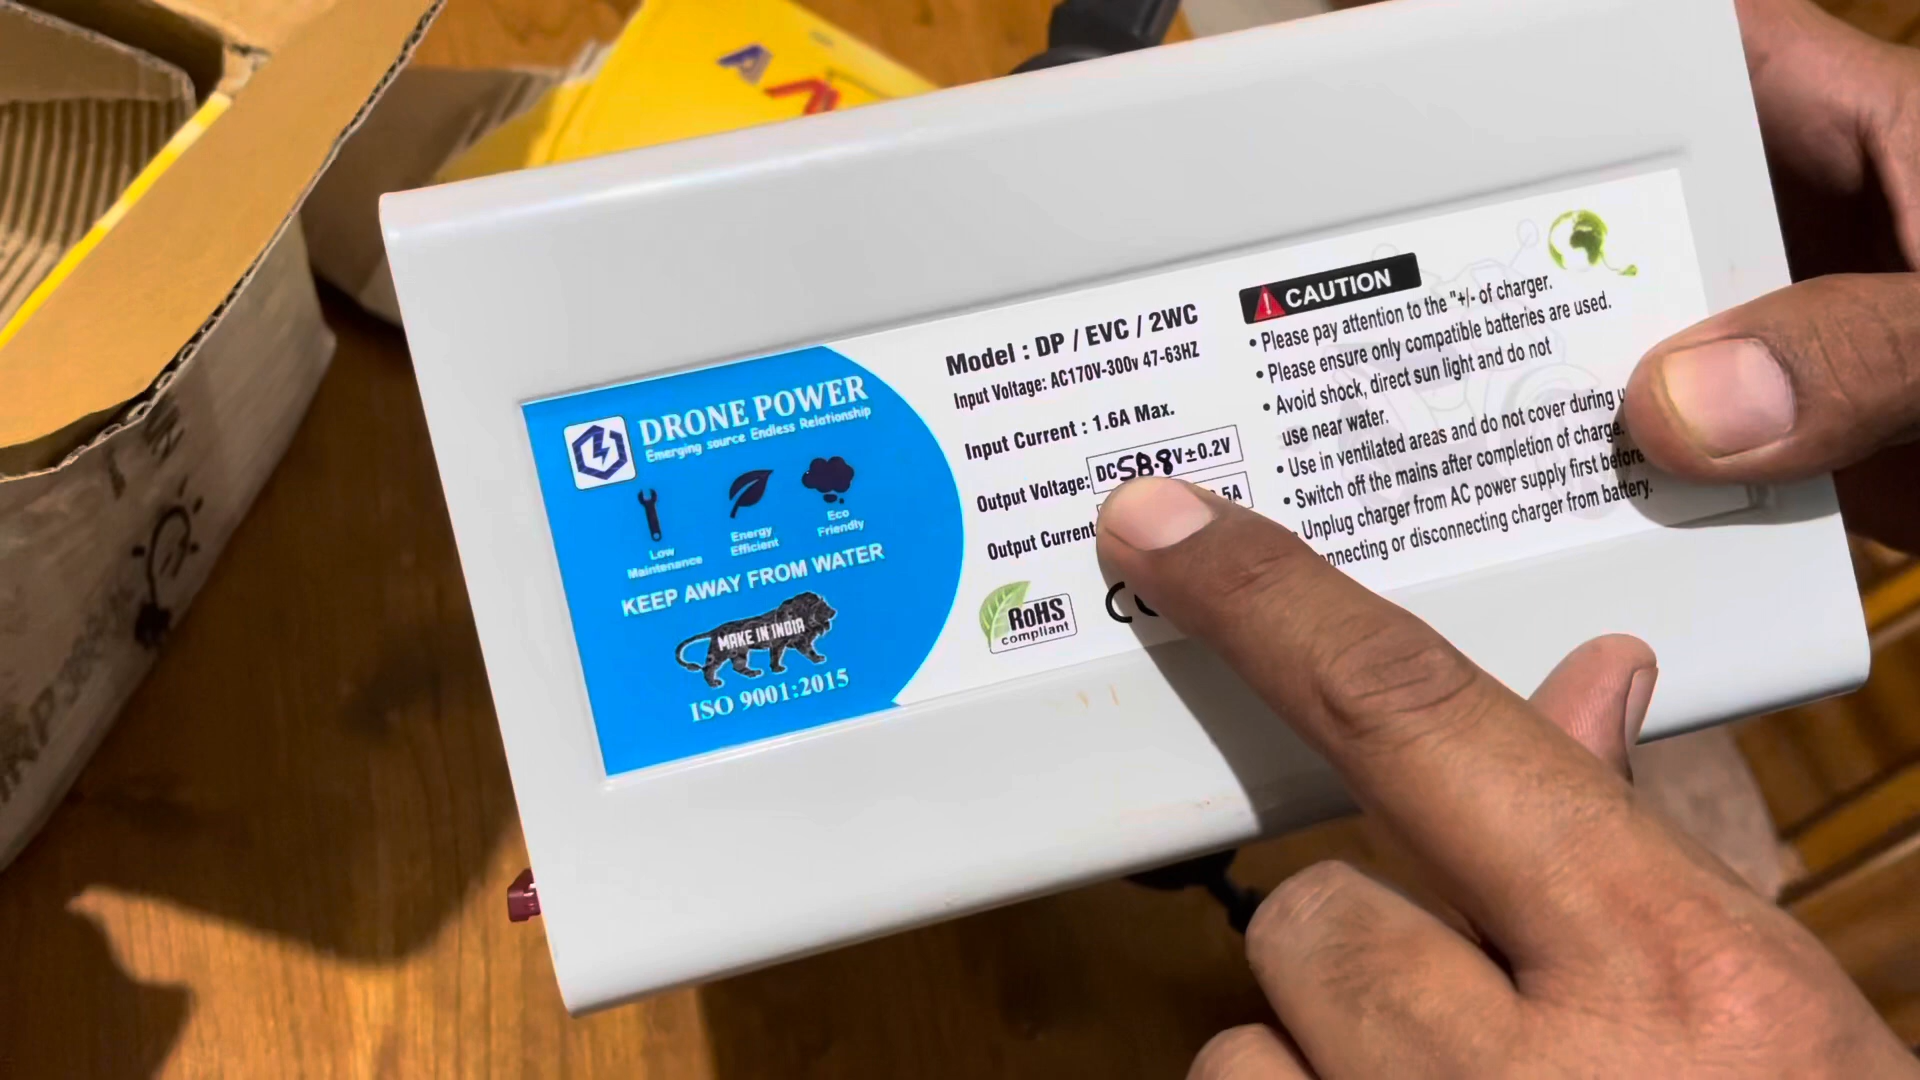 DRONE POWER
Emerging source Endless Relationship
Low
Maintenance
Energy
Efficient
Eco
Friendly
KEEP AWAY FROM WATER
MAKE IN INDIA
ISO 9001:2015
Model : DP / EVC / 2WC
Input Voltage: AC170V-300v 47-63HZ
Input Current : 1.6A Max.
Output Voltage: DC58.8V±0.2V
Output Current 5A
RoHS
compliant
CAUTION
• Please pay attention to the "+/- of charger.
• Please ensure only compatible batteries are used.
• Avoid shock, direct sun light and do not
use near water.
• Use in ventilated areas and do not cover during
• Switch off the mains after completion of charge.
Unplug charger from AC power supply first before
or disconnecting charger from battery.